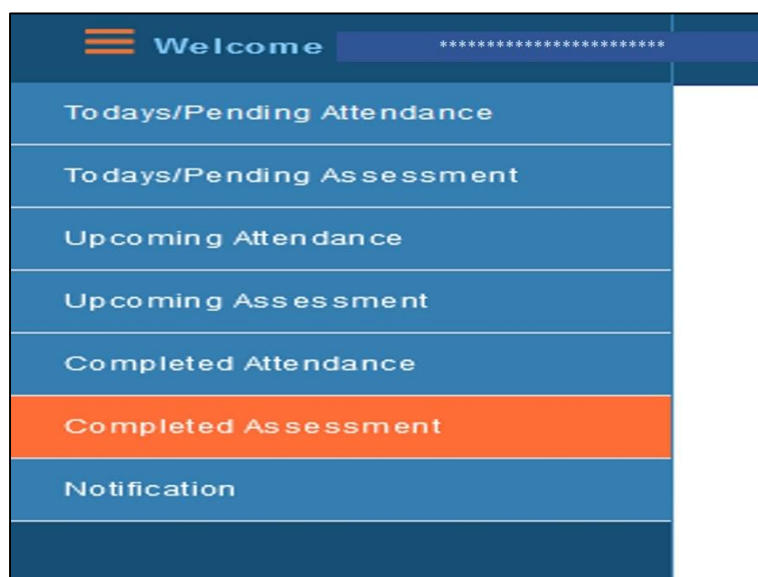 Welcome ************************
Todays/Pending Attendance
Todays/Pending Assessment
Upcoming Attendance
Upcoming Assessment
Completed Attendance
Completed Assessment
Notification